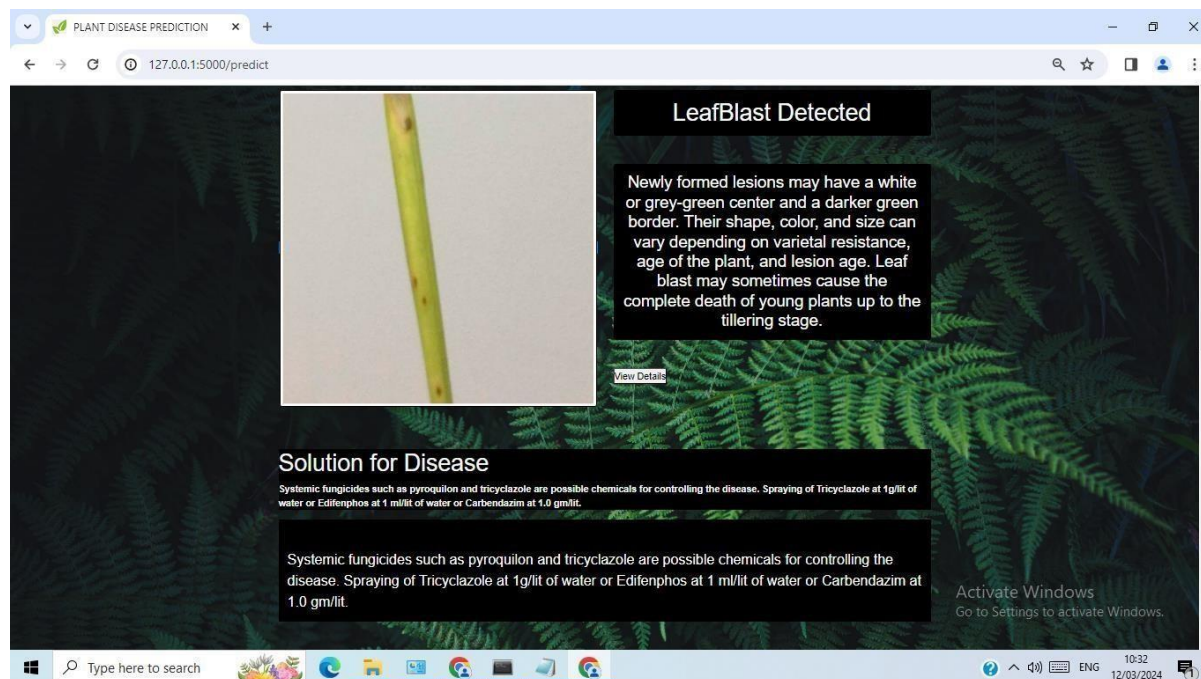 PLANT DISEASE PREDICTION
127.0.0.1:5000/predict
LeafBlast Detected
Newly formed lesions may have a white
or grey-green center and a darker green
border. Their shape, color, and size can
vary depending on varietal resistance,
age of the plant, and lesion age. Leaf
blast may sometimes cause the
complete death of young plants up to the
tillering stage.
View Details
Solution for Disease
Systemic fungicides such as pyroquilon and tricyclazole are possible chemicals for controlling the disease. Spraying of Tricyclazole at 1g/lit of
water or Edifenphos at 1 ml/lit of water or Carbendazim at 1.0 gm/lit.
Systemic fungicides such as pyroquilon and tricyclazole are possible chemicals for controlling the
disease. Spraying of Tricyclazole at 1g/lit of water or Edifenphos at 1 ml/lit of water or Carbendazim at
1.0 gm/lit.
Activate Windows
Go to Settings to activate Windows.
Type here to search
ENG
10:32
12/03/2024
1